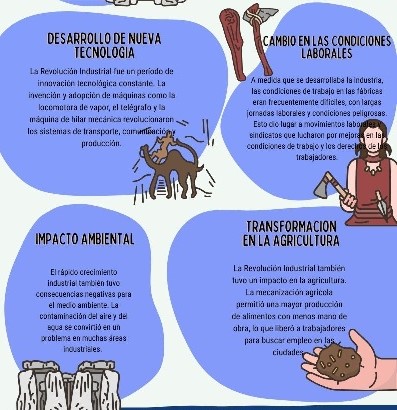 DESARROLLO DE NUEVA
TECNOLOGIA
La Revolución Industrial fue un período de
innovación tecnológica constante. La
invención y adopción de máquinas como la
locomotora de vapor, el telégrafo y la
máquina de hilar mecánica revolucionaron
los sistemas de transporte, comunicación y
producción.
CAMBIO EN LAS CONDICIONES
LABORALES
A medida que se desarrollaba la industria,
las condiciones de trabajo en las fábricas
eran frecuentemente difíciles, con largas
jornadas laborales y condiciones peligrosas.
Esto dio lugar a movimientos laborales y
sindicatos que lucharon por mejoras en las
condiciones de trabajo y los derechos de los
trabajadores.
IMPACTO AMBIENTAL
El rápido crecimiento
industrial también tuvo
consecuencias negativas para
el medio ambiente. La
contaminación del aire y del
agua se convirtió en un
problema en muchas áreas
industriales.
TRANSFORMACION
EN LA AGRICULTURA
La Revolución Industrial también
tuvo un impacto en la agricultura.
La mecanización agrícola
permitió una mayor producción
de alimentos con menos mano de
obra, lo que liberó a trabajadores
para buscar empleo en las
ciudades.